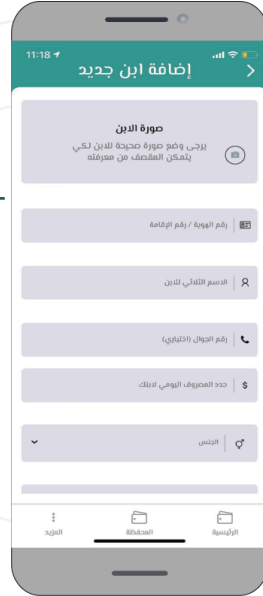 11:18
إضافة ابن جديد
صورة الابن
يرجى وضع صورة صحيحة للابن لكي
يتمكن المقصف من معرفته
رقم الهوية / رقم الإقامة
الاسم الثلاثي للابن
رقم الجوال (اختياري)
حدد المصروف اليومي لابنك
الجنس
الرئيسية
المحفظة
المزيد